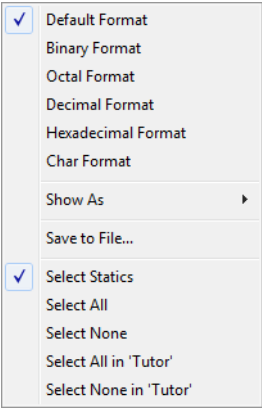 Default Format
Binary Format
Octal Format
Decimal Format
Hexadecimal Format
Char Format
Show As
Save to File...
Select Statics
Select All
Select None
Select All in 'Tutor'
Select None in 'Tutor'